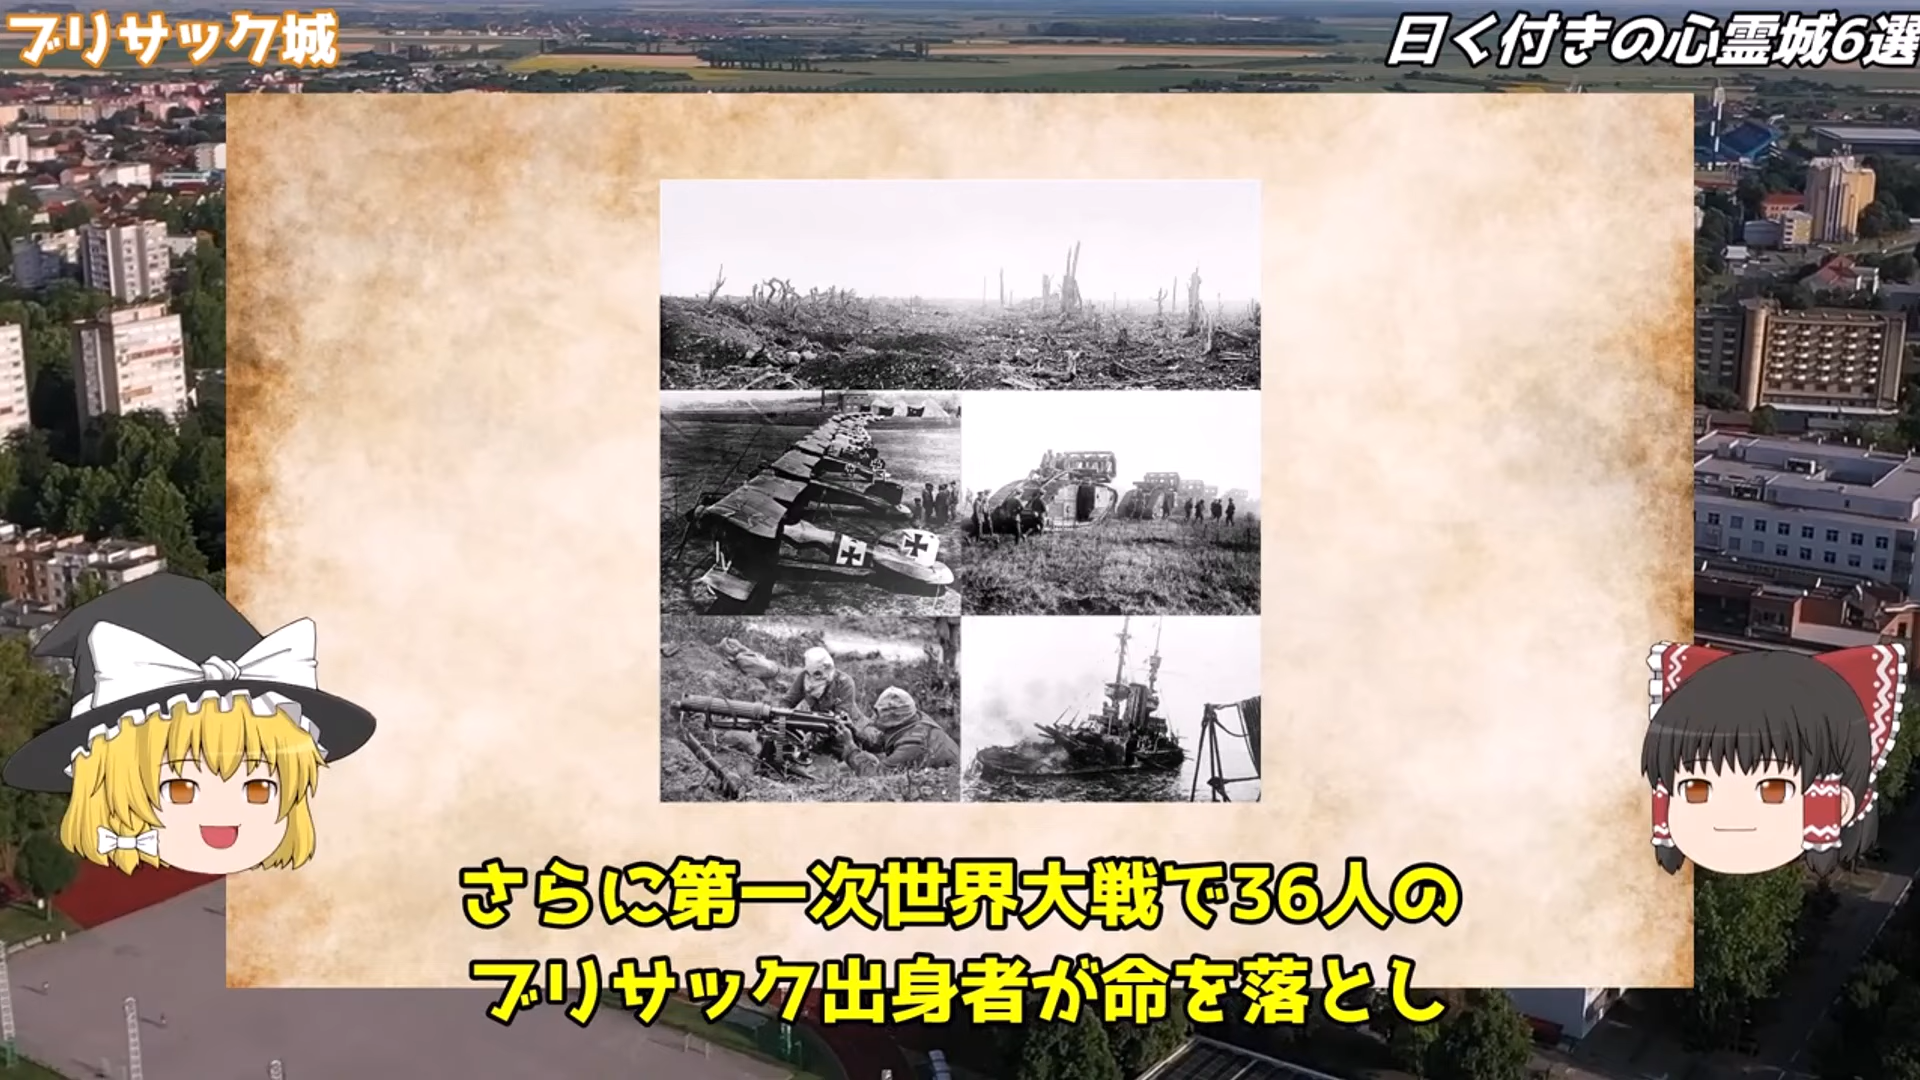 ブリサック城
曰く付きの心霊城6選
さらに第一次世界大戦で36人の
ブリサック出身者が命を落とし